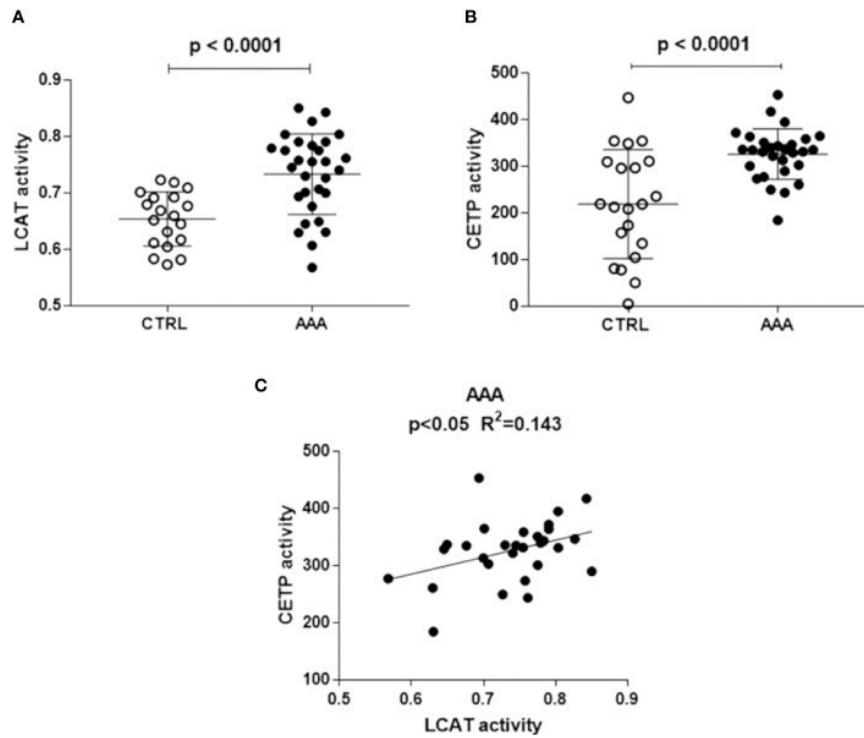 A
p < 0.0001
LCAT activity
0.9
0.8
0.7
0.6
0.5
CTRL
AAA
B
p < 0.0001
CETP activity
500
400
300
200
100
0
CTRL
AAA
C
AAA
p<0.05 R²=0.143
CETP activity
500
400
300
200
100
0.5 0.6 0.7 0.8 0.9
LCAT activity